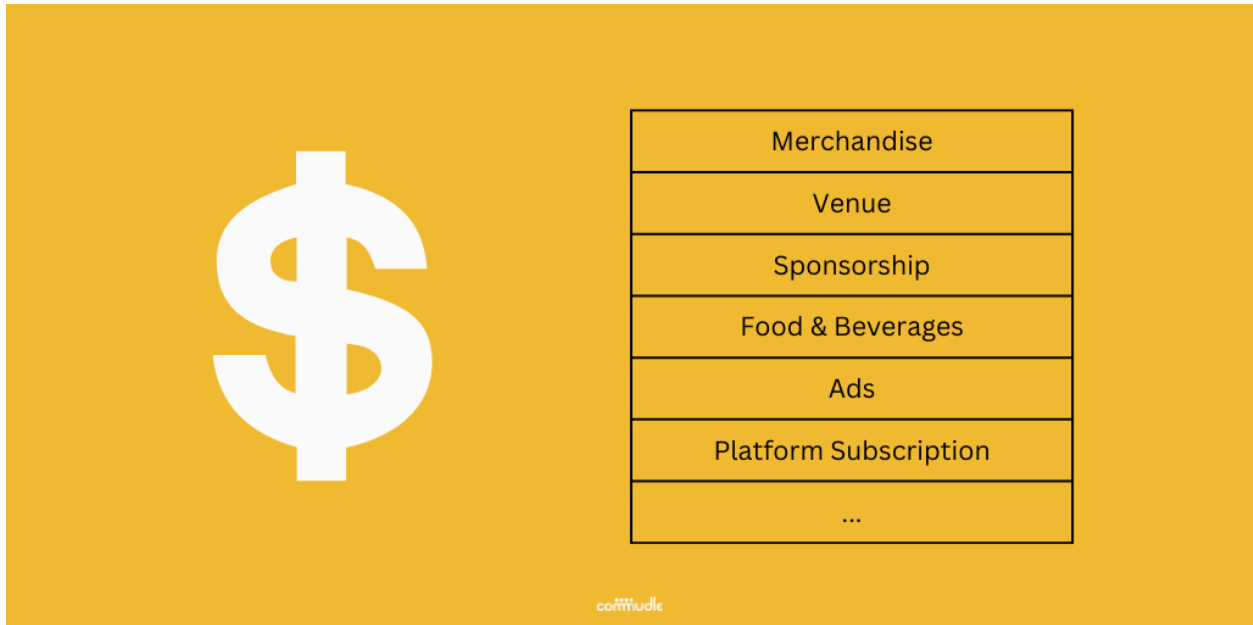 $
Merchandise
Venue
Sponsorship
Food & Beverages
Ads
Platform Subscription
...
commudle